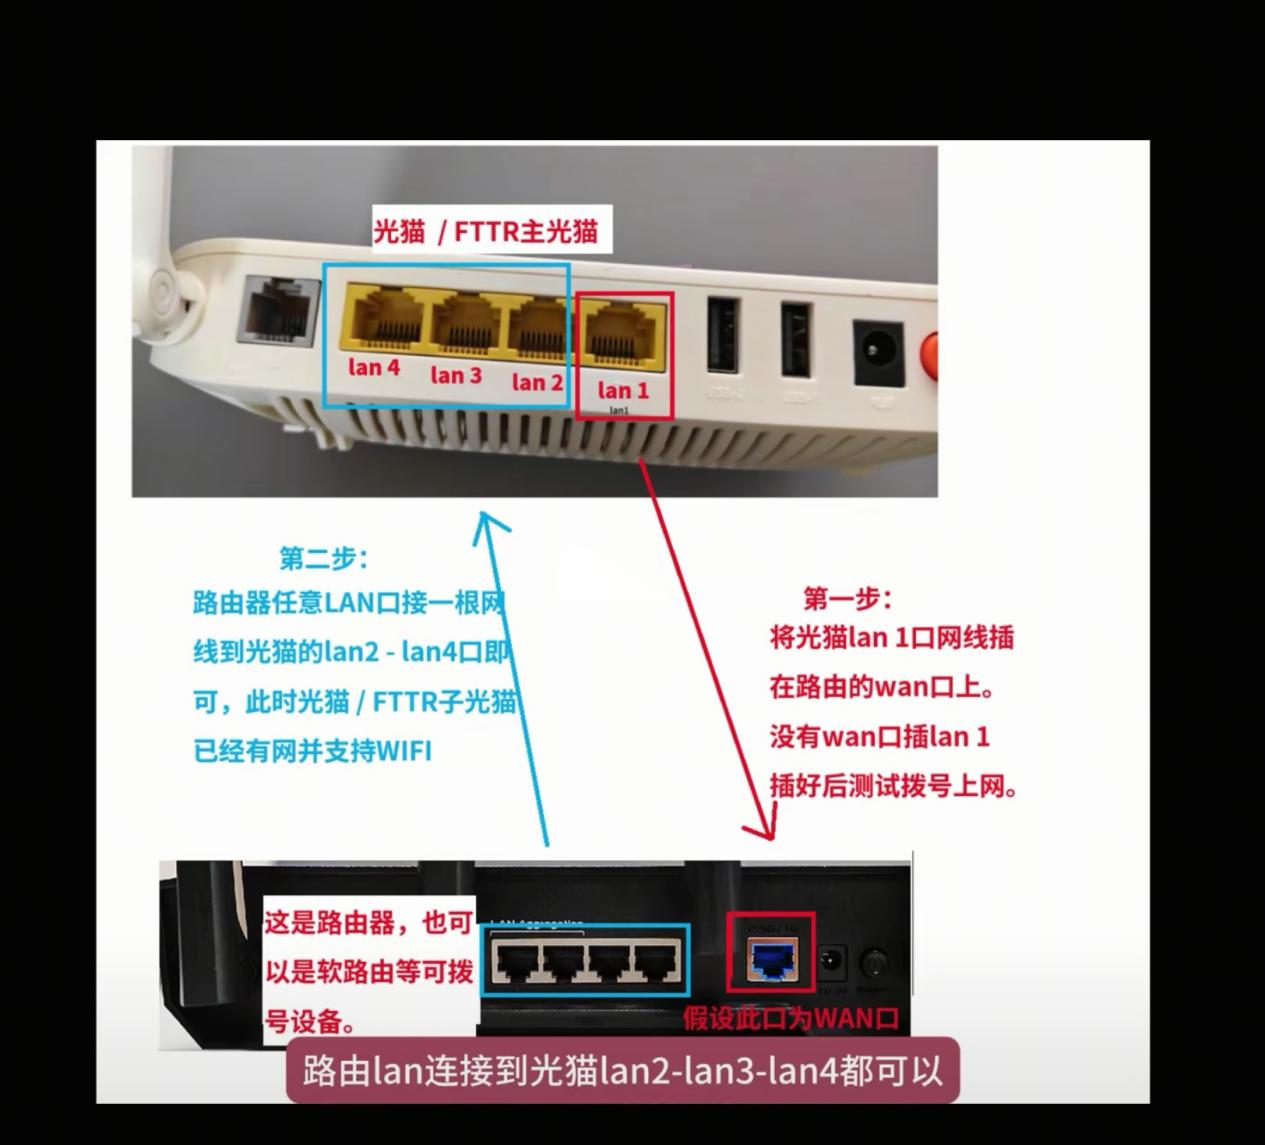 光猫 / FTTR主光猫
lan 4
lan 3
lan 2
lan 1
lan1
第二步：
路由器任意LAN口接一根网
线到光猫的lan2 - lan4口即
可，此时光猫 / FTTR子光猫
已经有网并支持WIFI
第一步：
将光猫lan 1口网线插
在路由的wan口上。
没有wan口插lan 1
插好后测试拨号上网。
这是路由器，也可
以是软路由等可拨
号设备。
LAN Aggregation
假设此口为WAN口
路由lan连接到光猫lan2-lan3-lan4都可以